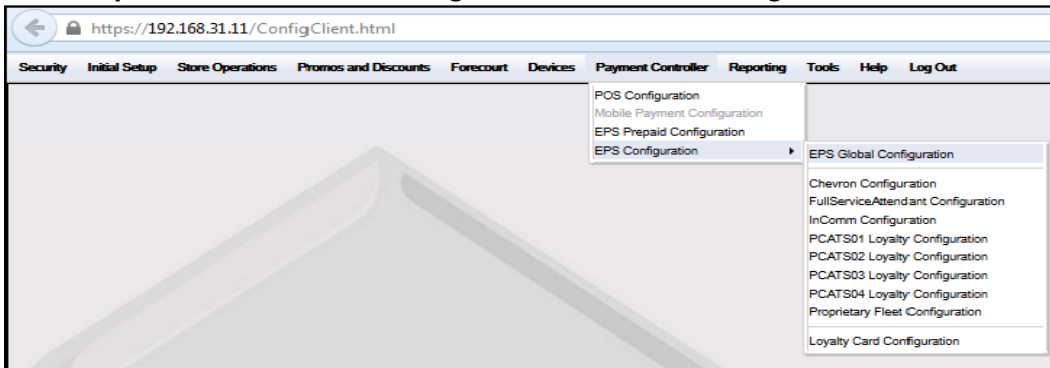 https://192.168.31.11/ConfigClient.html
Security Initial Setup Store Operations Promos and Discounts Forecourt Devices Payment Controller Reporting Tools Help Log Out
POS Configuration
Mobile Payment Configuration
EPS Prepaid Configuration
EPS Configuration
EPS Global Configuration
Chevron Configuration
FullServiceAttendant Configuration
InComm Configuration
PCATS01 Loyalty Configuration
PCATS02 Loyalty Configuration
PCATS03 Loyalty Configuration
PCATS04 Loyalty Configuration
Proprietary Fleet Configuration
Loyalty Card Configuration